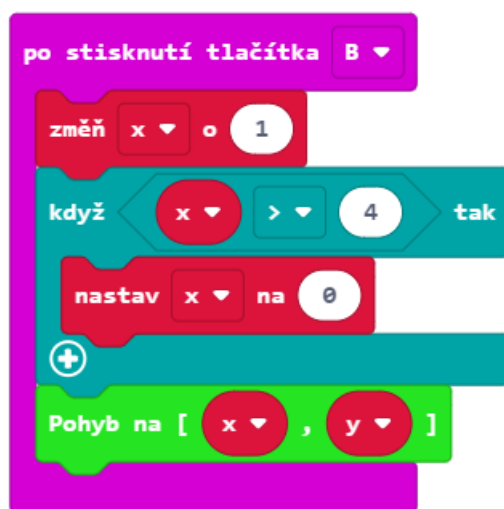 po stisknutí tlačítka B
změň x o 1
když x > 4 tak
nastav x na 0
Pohyb na [ x , y ]